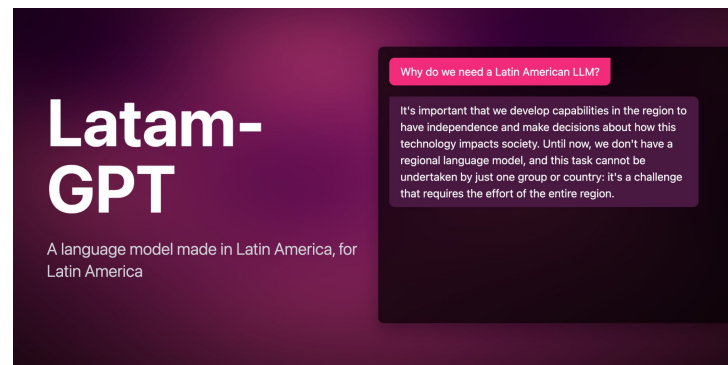 Latam-
GPT
A language model made in Latin America, for
Latin America
Why do we need a Latin American LLM?
It's important that we develop capabilities in the region to
have independence and make decisions about how this
technology impacts society. Until now, we don't have a
regional language model, and this task cannot be
undertaken by just one group or country: it's a challenge
that requires the effort of the entire region.